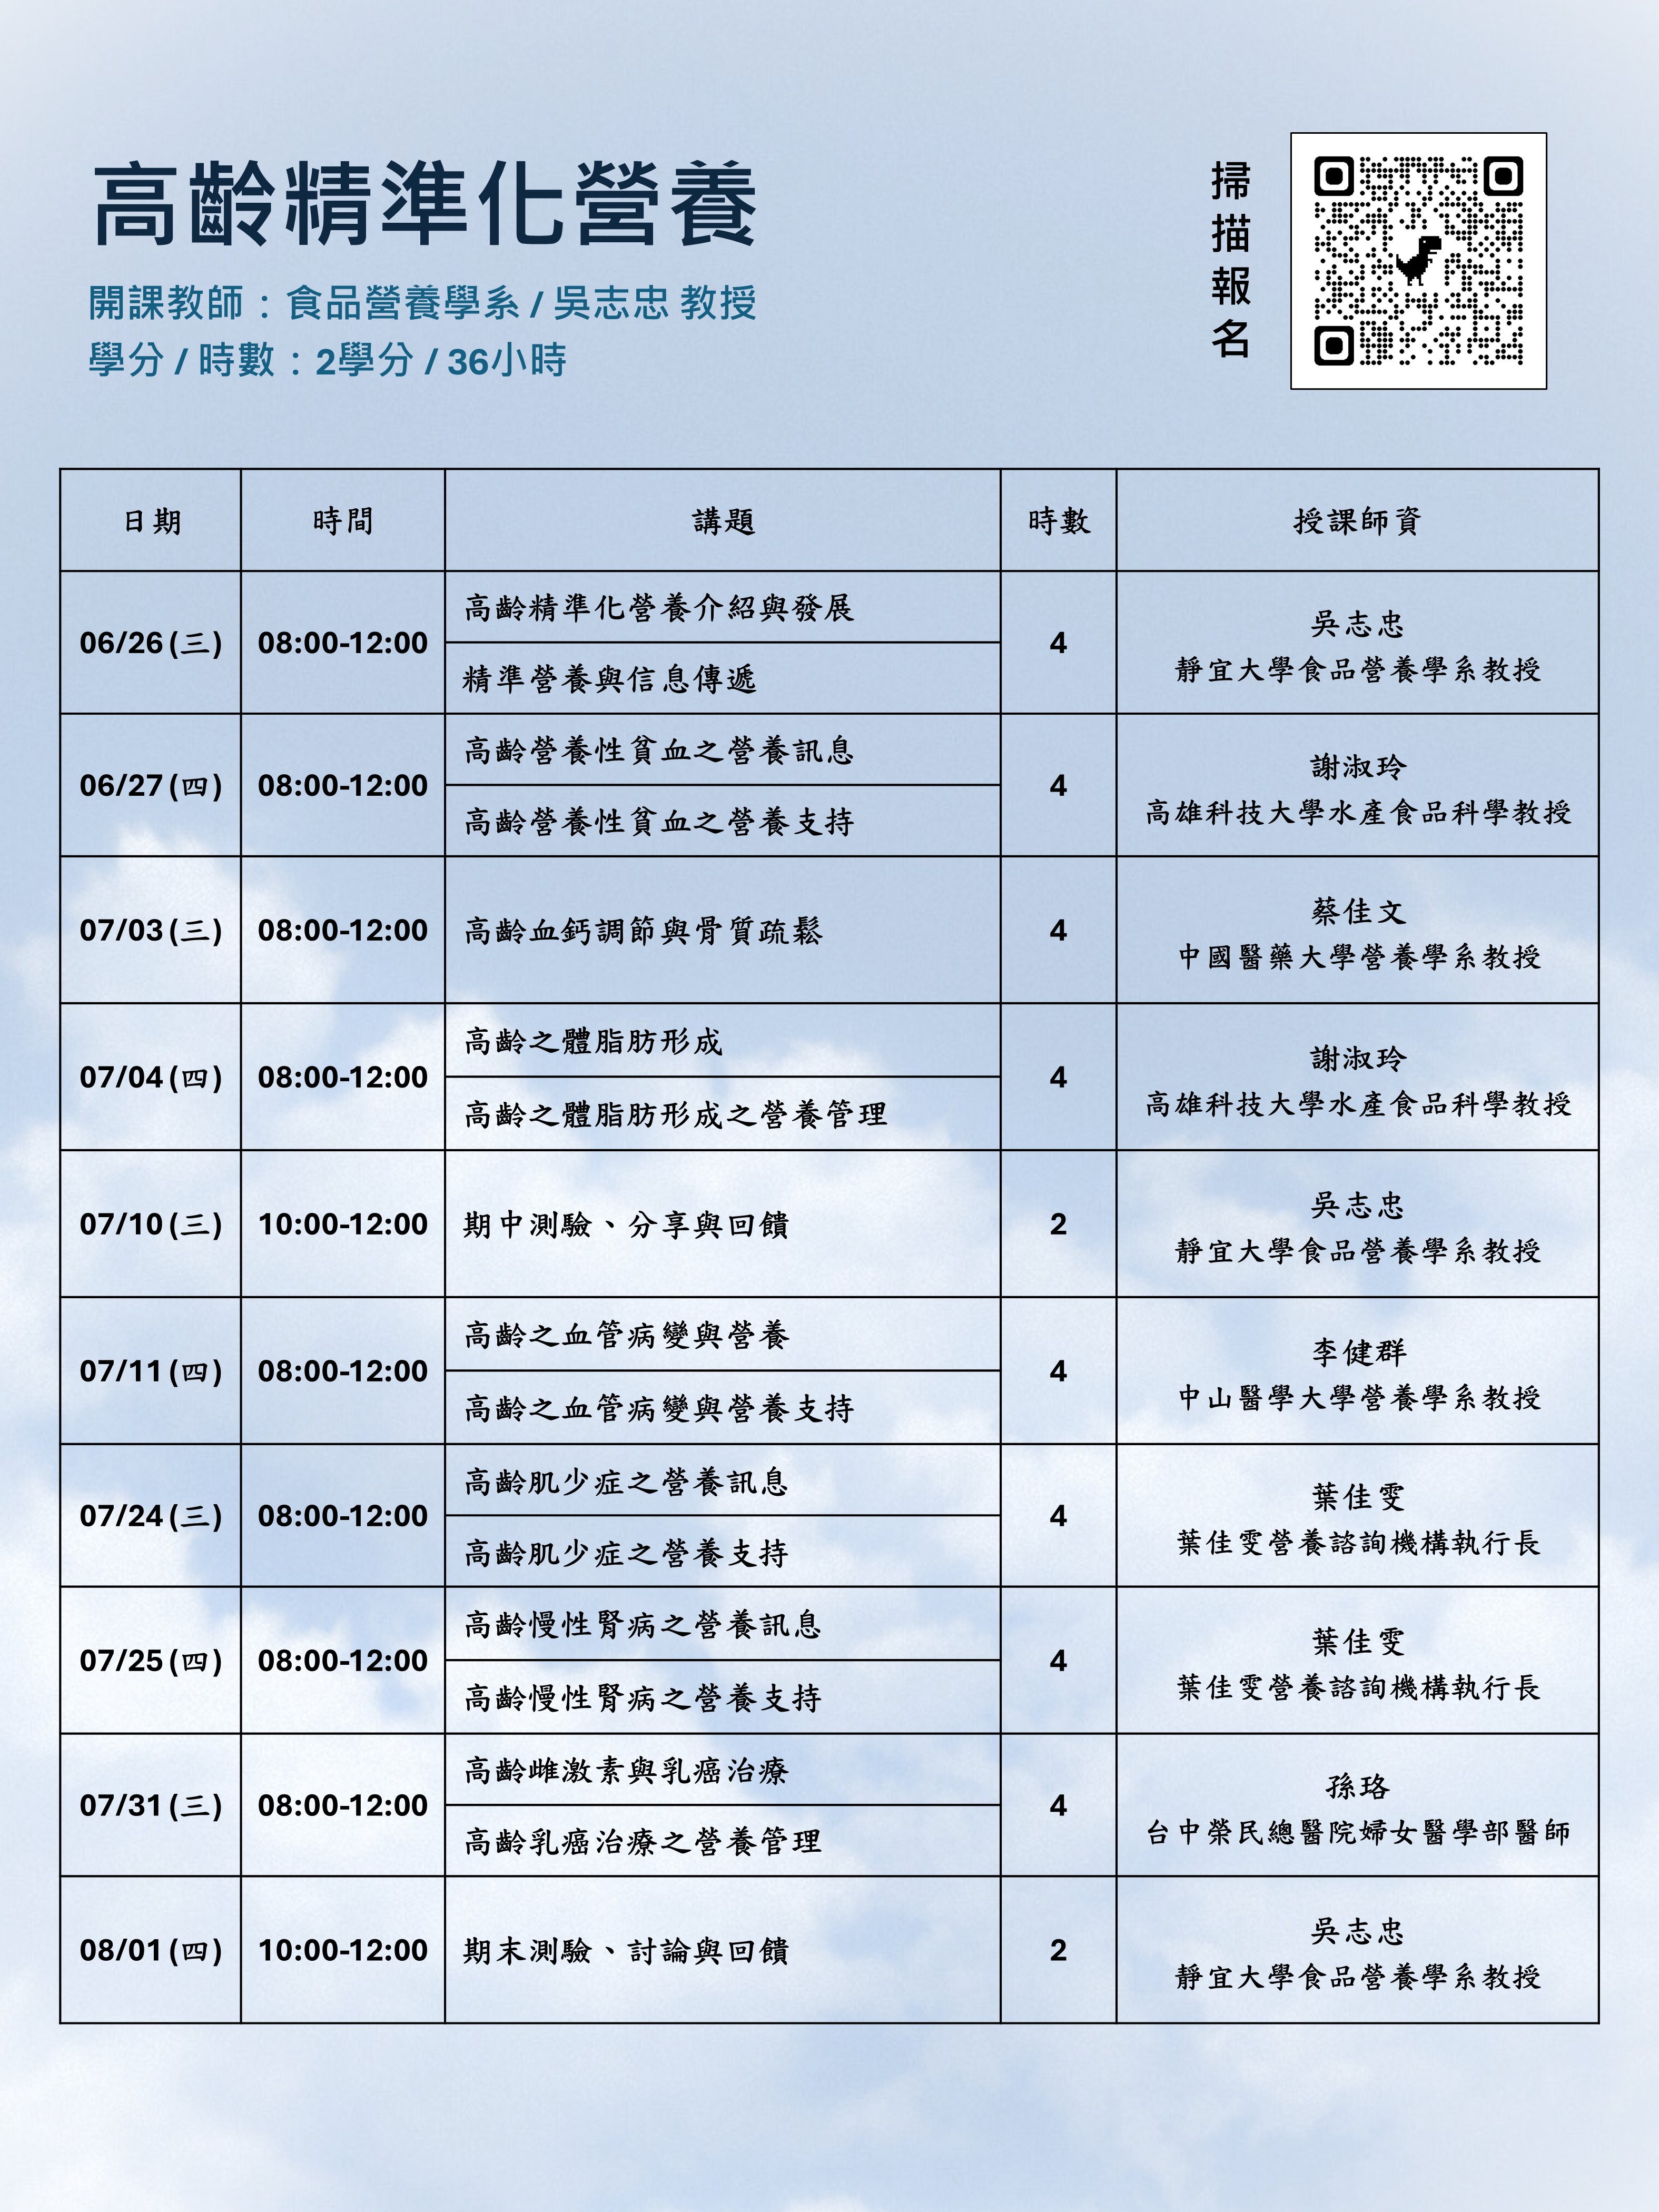 高齡精準化營養
開課教師：食品營養學系 / 吳志忠 教授
學分 / 時數：2學分 / 36小時
掃描報名
日期 時間 講題 時數 授課師資
06/26(三) 08:00-12:00 高齡精準化營養介紹與發展 4 吳志忠
精準營養與信息傳遞 靜宜大學食品營養學系教授
06/27(四) 08:00-12:00 高齡營養性貧血之營養訊息 4 謝淑玲
高齡營養性貧血之營養支持 高雄科技大學水產食品科學教授
07/03(三) 08:00-12:00 高齡血鈣調節與骨質疏鬆 4 蔡佳文
中國醫藥大學營養學系教授
07/04(四) 08:00-12:00 高齡之體脂肪形成 4 謝淑玲
高齡之體脂肪形成之營養管理 高雄科技大學水產食品科學教授
07/10(三) 10:00-12:00 期中測驗、分享與回饋 2 吳志忠
靜宜大學食品營養學系教授
07/11(四) 08:00-12:00 高齡之血管病變與營養 4 李健群
高齡之血管病變與營養支持 中山醫學大學營養學系教授
07/24(三) 08:00-12:00 高齡肌少症之營養訊息 4 葉佳雯
高齡肌少症之營養支持 葉佳雯營養諮詢機構執行長
07/25(四) 08:00-12:00 高齡慢性腎病之營養訊息 4 葉佳雯
高齡慢性腎病之營養支持 葉佳雯營養諮詢機構執行長
07/31(三) 08:00-12:00 高齡雌激素與乳癌治療 4 孫珞
高齡乳癌治療之營養管理 台中榮民總醫院婦女醫學部醫師
08/01(四) 10:00-12:00 期末測驗、討論與回饋 2 吳志忠
靜宜大學食品營養學系教授